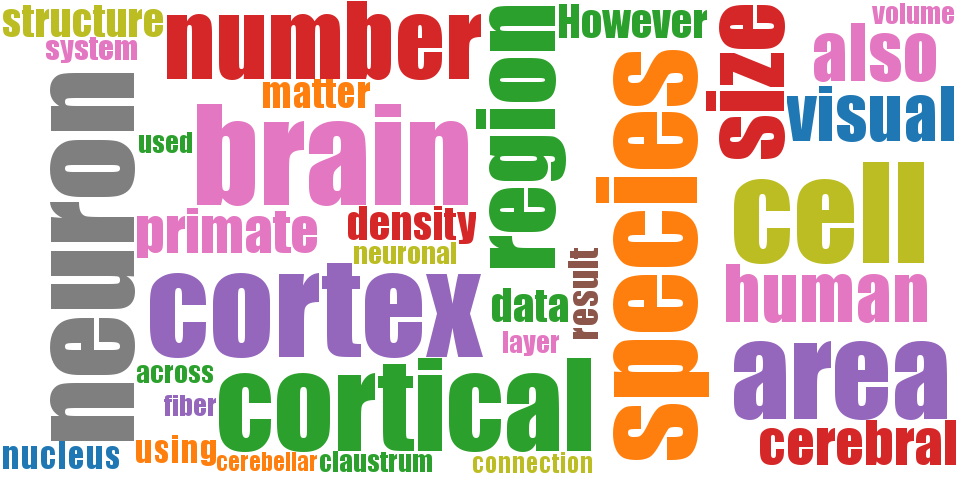 structure
number
However
volume
system
also
neuron
matter
region
species
size
visual
used
brain
primate
density
cell
neuronal
cortex
result
human
data
layer
across
cortical
area
fiber
cerebral
nucleus
using
cerebellar
claustrum
connection